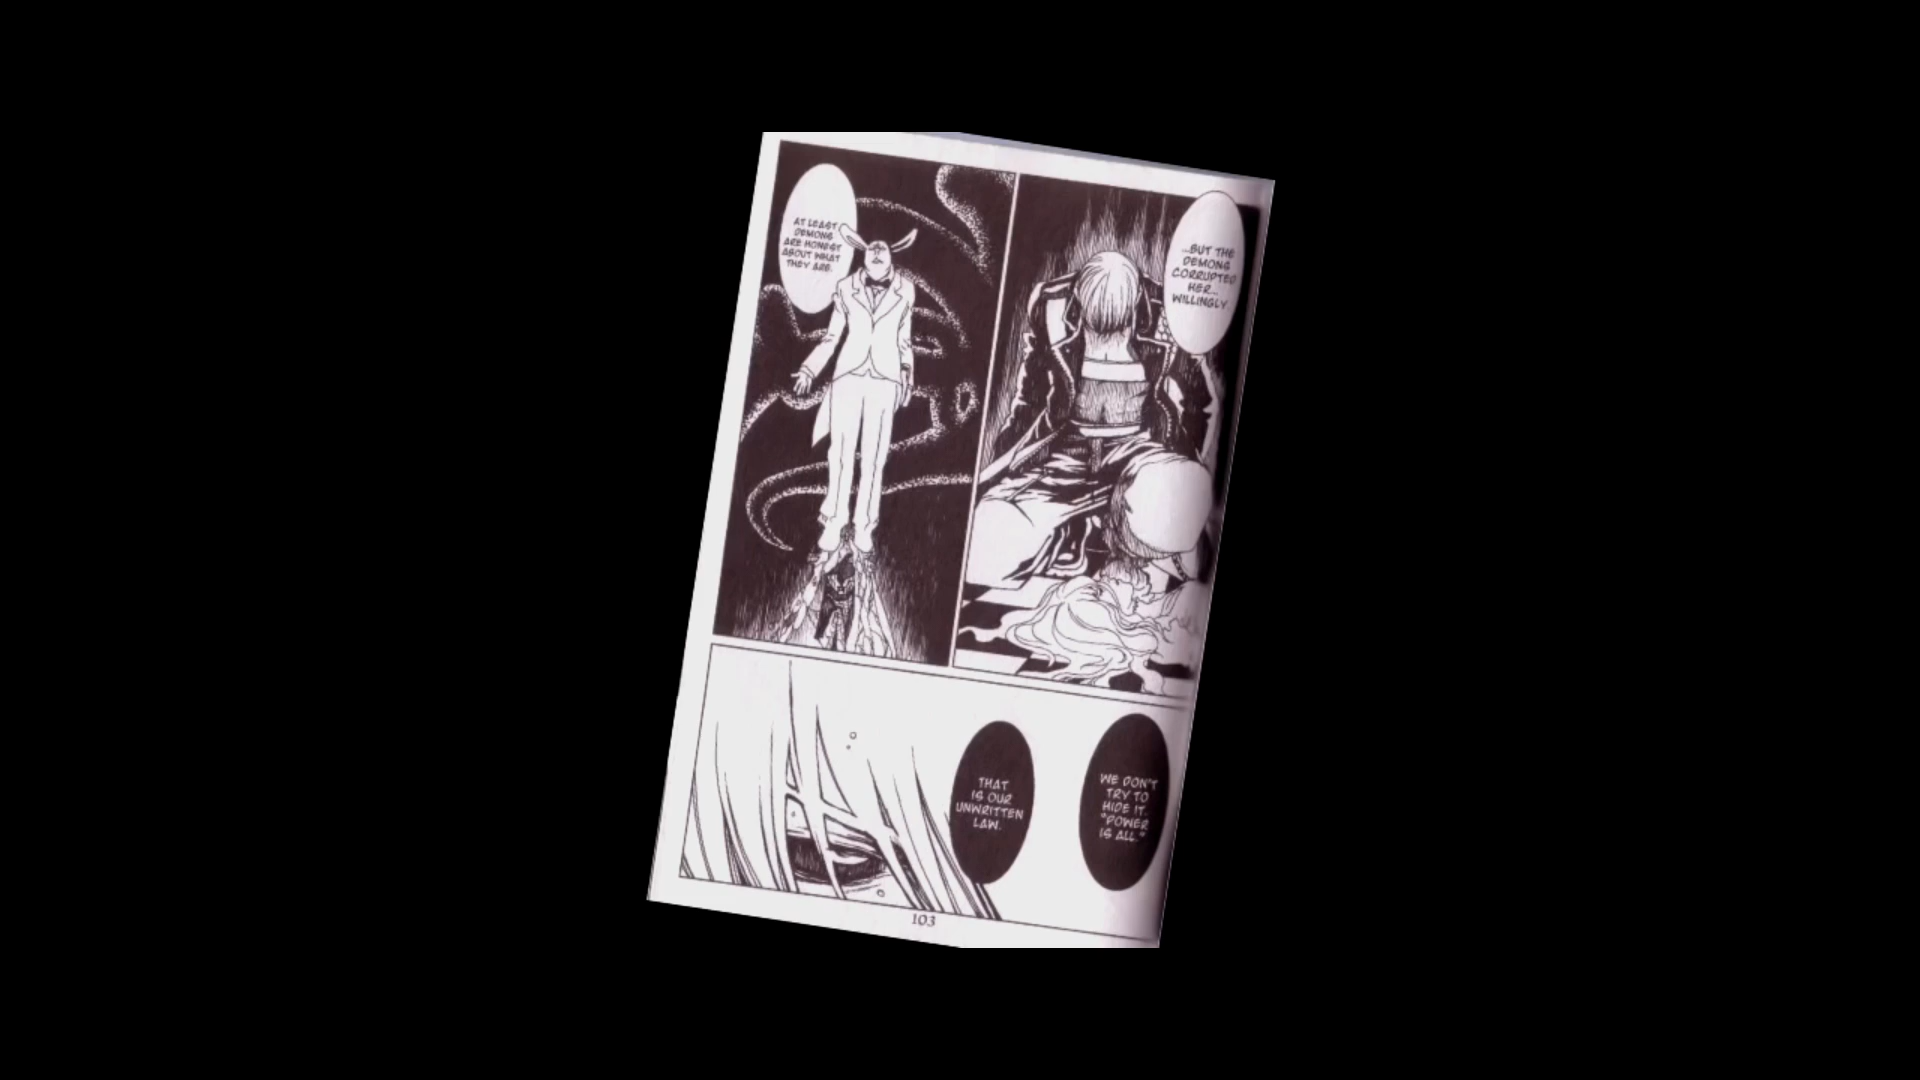 ...BUT THE
DEMONS
CORRUPTED
HER...
WILLINGLY.
AT LEAST
DEMONS
ARE HONEST
ABOUT WHAT
THEY ARE.
WE DON'T
TRY TO
HIDE IT.
"POWER
IS ALL."
THAT
IS OUR
UNWRITTEN
LAW.
103